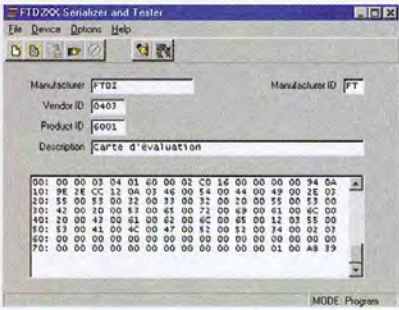 FTD2XX Serializer and Tester
File Device Options Help
Manufacturer FTDI Manufacturer ID FT
Vendor ID 0403
Product ID 6001
Description Carte d'évaluation
00: 00 00 03 04 01 60 00 02 C0 16 00 00 00 00 94 0A
10: 9E 2E CC 12 0A 03 46 00 54 00 44 00 49 00 2E 03
20: 55 00 53 00 32 00 33 00 32 00 20 00 55 00 53 00
30: 42 00 2D 00 53 00 65 00 72 00 69 00 61 00 6C 00
40: 20 00 43 00 61 00 62 00 6C 00 65 00 12 03 55 00
50: 53 00 41 00 4C 00 47 00 52 00 52 00 34 00 02 03
60: 00 00 00 00 00 00 00 00 00 00 00 00 00 00 00 00
70: 00 00 00 00 00 00 00 00 00 00 00 00 01 00 A8 39
MODE: Program